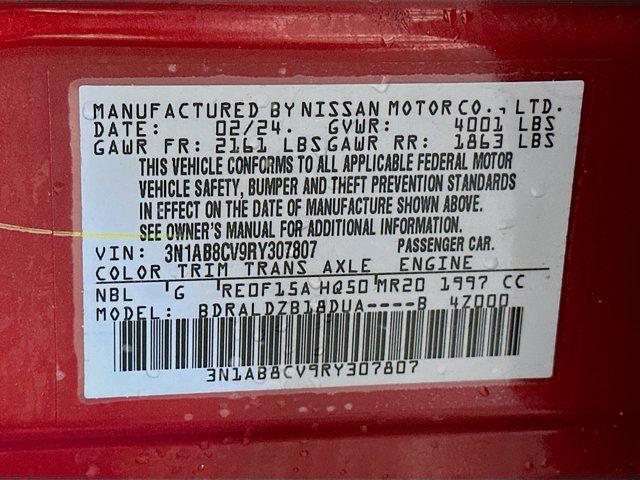 MANUFACTURED BY NISSAN MOTOR CO., LTD.
DATE: 02/24. GVWR: 4001 LBS
GAWR FR: 2161 LBS GAWR RR: 1863 LBS
THIS VEHICLE CONFORMS TO ALL APPLICABLE FEDERAL MOTOR
VEHICLE SAFETY, BUMPER AND THEFT PREVENTION STANDARDS
IN EFFECT ON THE DATE OF MANUFACTURE SHOWN ABOVE.
SEE OWNER'S MANUAL FOR ADDITIONAL INFORMATION.
VIN: 3N1AB8CV9RY307807 PASSENGER CAR.
COLOR TRIM TRANS AXLE ENGINE
NBL G RE0F15A HQ50 MR20 1997 CC
MODEL: BDRALDZB18DUA----B 4Z000
3N1AB8CV9RY307807